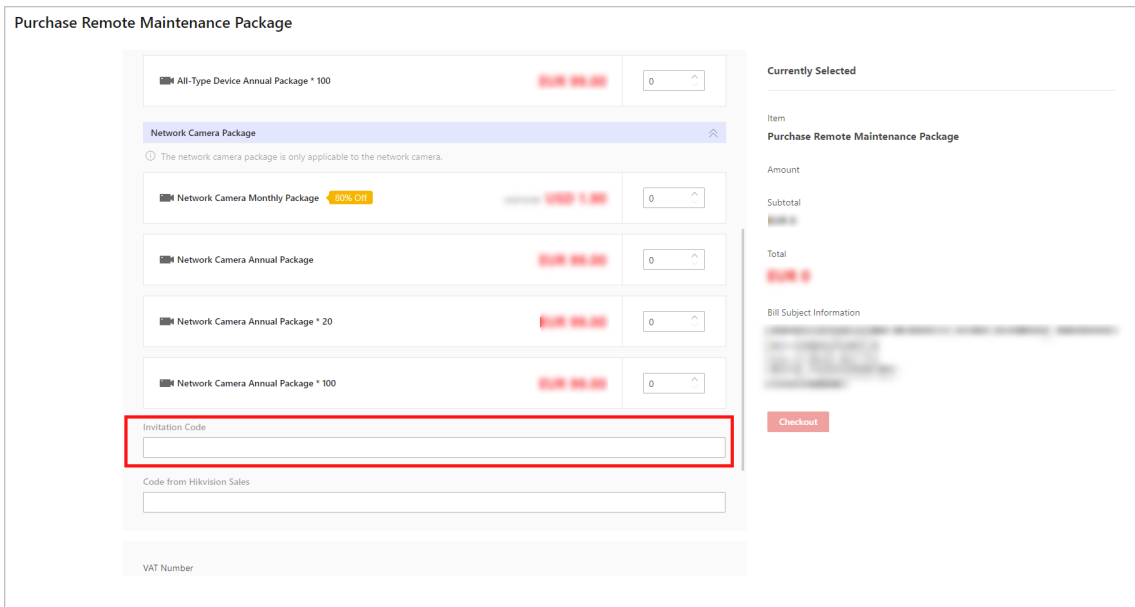 Purchase Remote Maintenance Package
All-Type Device Annual Package * 100
0
Network Camera Package
The network camera package is only applicable to the network camera.
Network Camera Monthly Package
80% Off
0
Network Camera Annual Package
0
Network Camera Annual Package * 20
0
Network Camera Annual Package * 100
0
Invitation Code
Code from Hikvision Sales
VAT Number
Currently Selected
Item
Purchase Remote Maintenance Package
Amount
Subtotal
Total
Bill Subject Information
Checkout